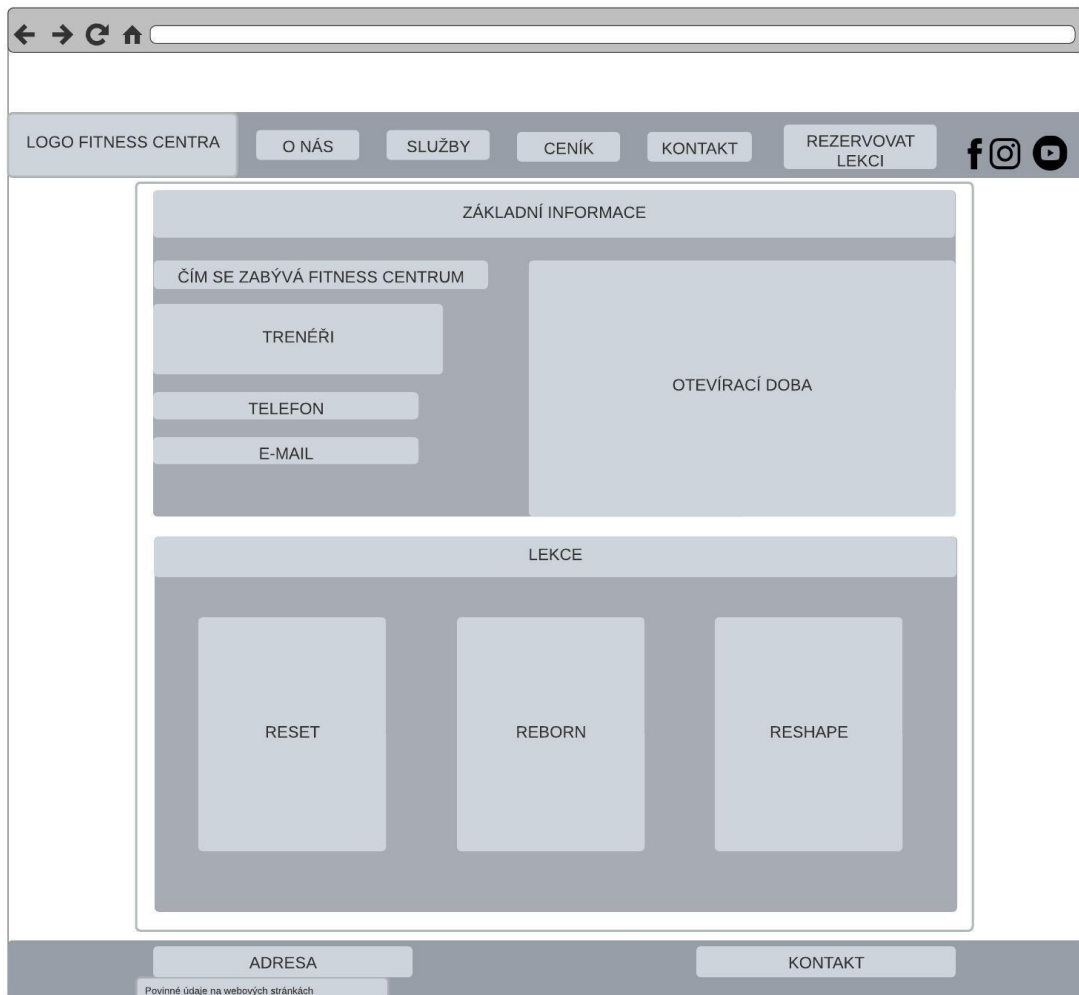 LOGO FITNESS CENTRA
O NÁS
SLUŽBY
CENÍK
KONTAKT
REZERVOVAT
LEKCI
ZÁKLADNÍ INFORMACE
ČÍM SE ZABÝVÁ FITNESS CENTRUM
TRENÉŘI
TELEFON
E-MAIL
OTEVÍRACÍ DOBA
LEKCE
RESET
REBORN
RESHAPE
ADRESA
KONTAKT
Povinné údaje na webových stránkách